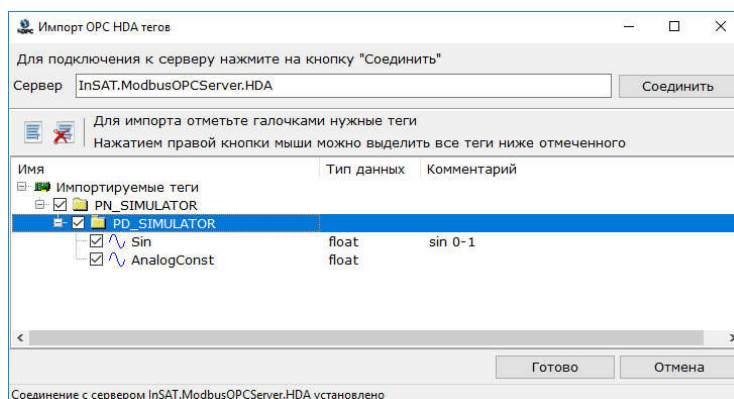 Импорт OPC HDA тегов
Для подключения к серверу нажмите на кнопку "Соединить"
Сервер InSAT.ModbusOPCServer.HDA Соединить
Для импорта отметьте галочками нужные теги
Нажатием правой кнопки мыши можно выделить все теги ниже отмеченного
Имя Тип данных Комментарий
Импортируемые теги
PN_SIMULATOR
PD_SIMULATOR
Sin float sin 0-1
AnalogConst float
Готово Отмена
Соединение с сервером InSAT.ModbusOPCServer.HDA установлено